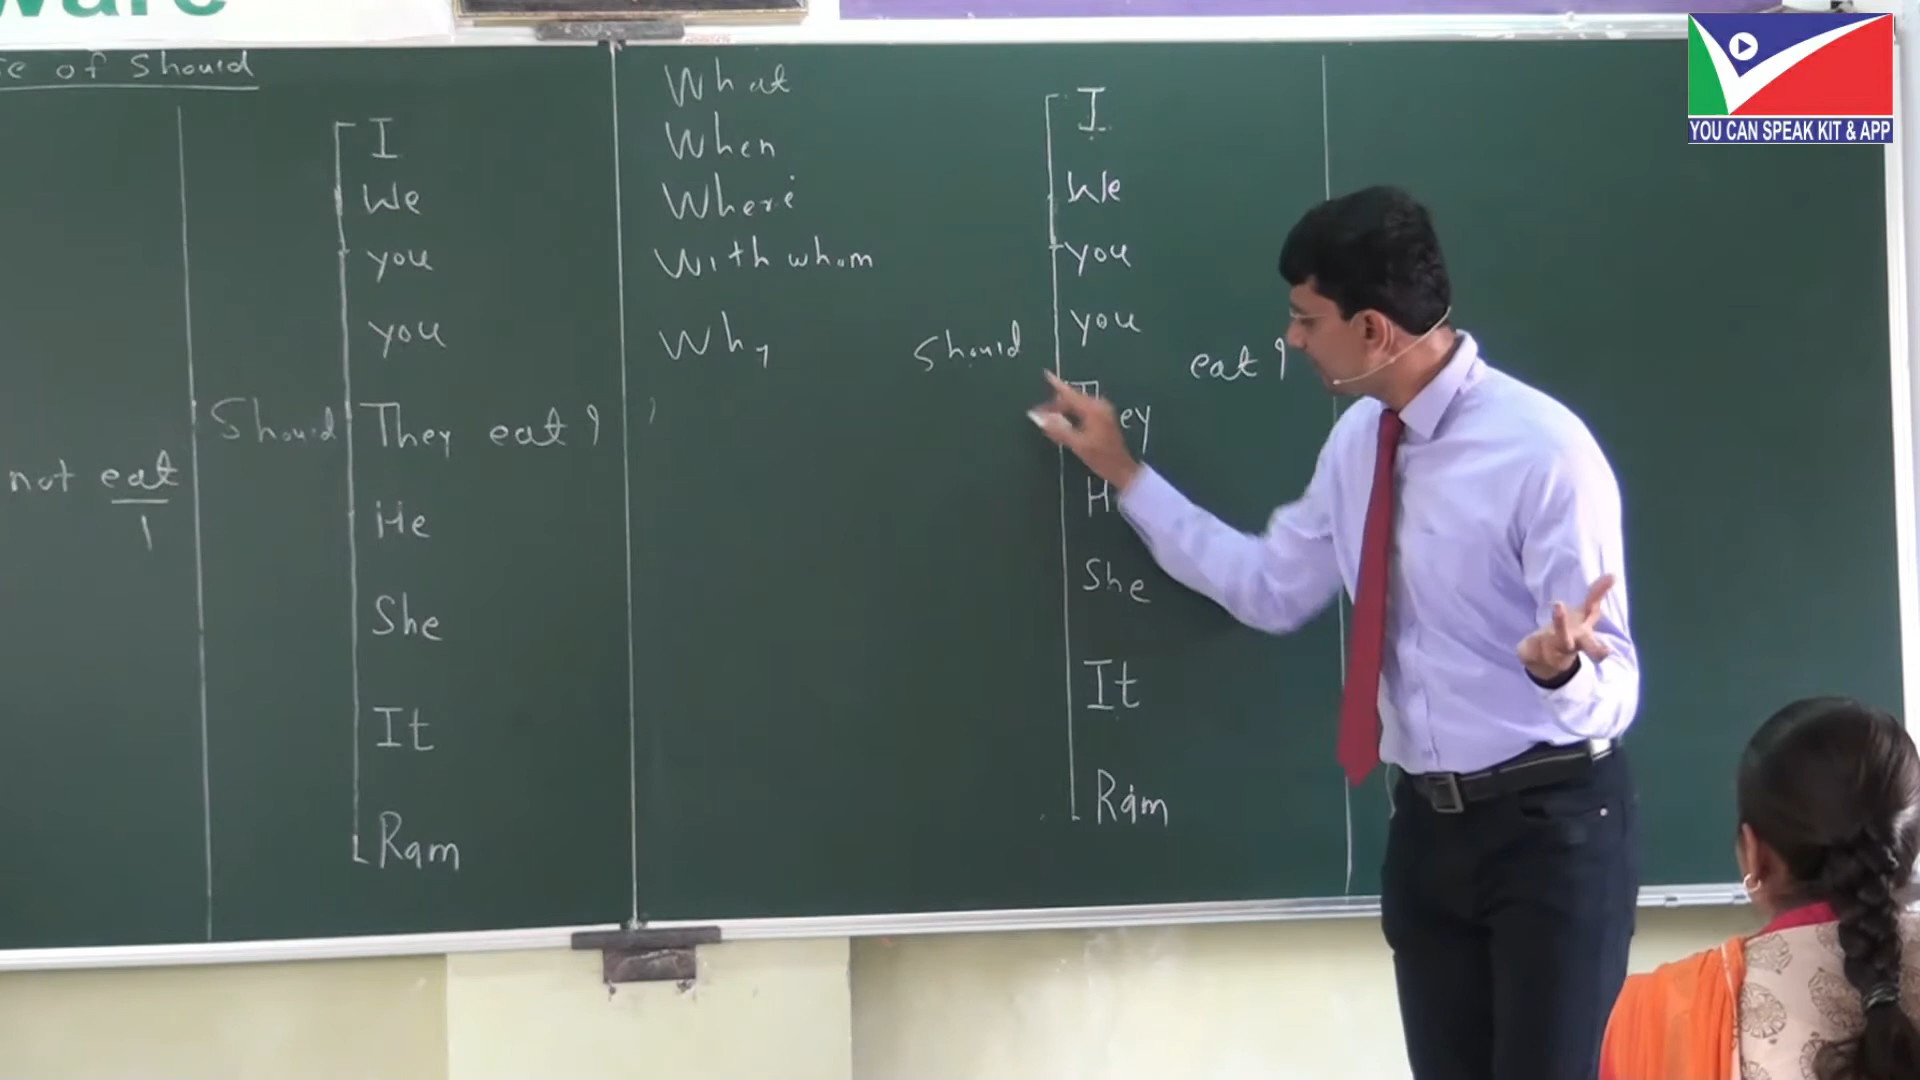 ware
YOU CAN SPEAK KIT & APP
of Should
not eat
1
I
We
you
you
Should They eat ?
He
She
It
Ram
What
When
Where
With whom
Why
Should
I
We
you
you
They
He
She
It
Ram
eat ?